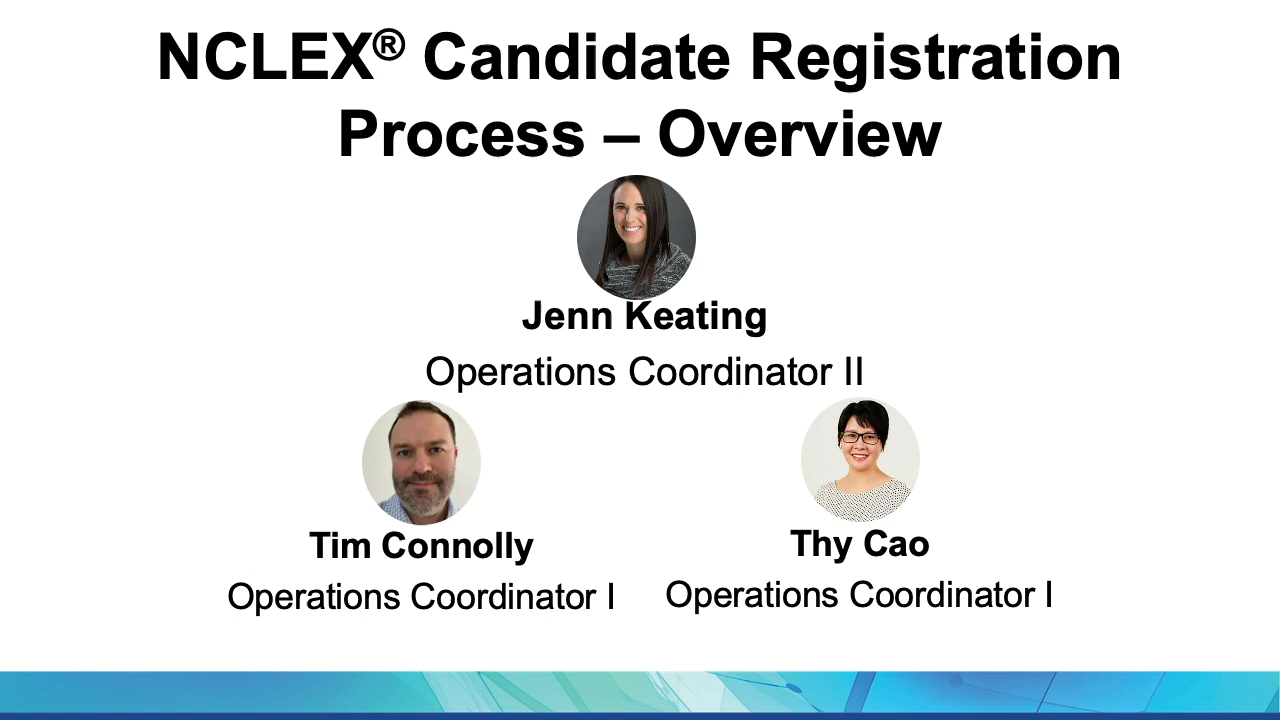 NCLEX® Candidate Registration
Process – Overview
Jenn Keating
Operations Coordinator II
Tim Connolly
Operations Coordinator I
Thy Cao
Operations Coordinator I